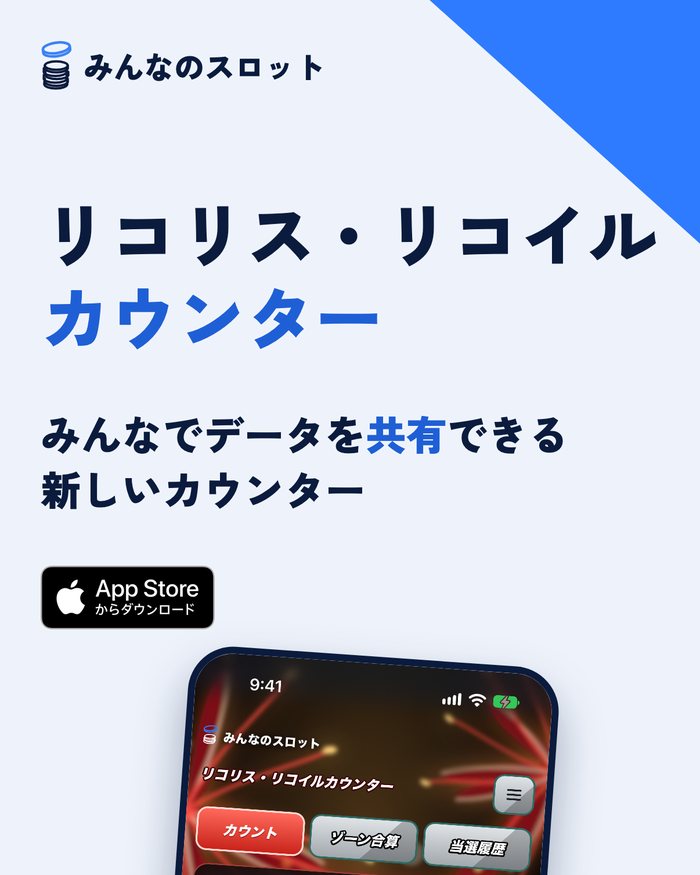 みんなのスロット
リコリス・リコイル
カウンター
みんなでデータを共有できる
新しいカウンター
App Store
からダウンロード
9:41
みんなのスロット
リコリス・リコイルカウンター
カウント
ゾーン合算
当選履歴